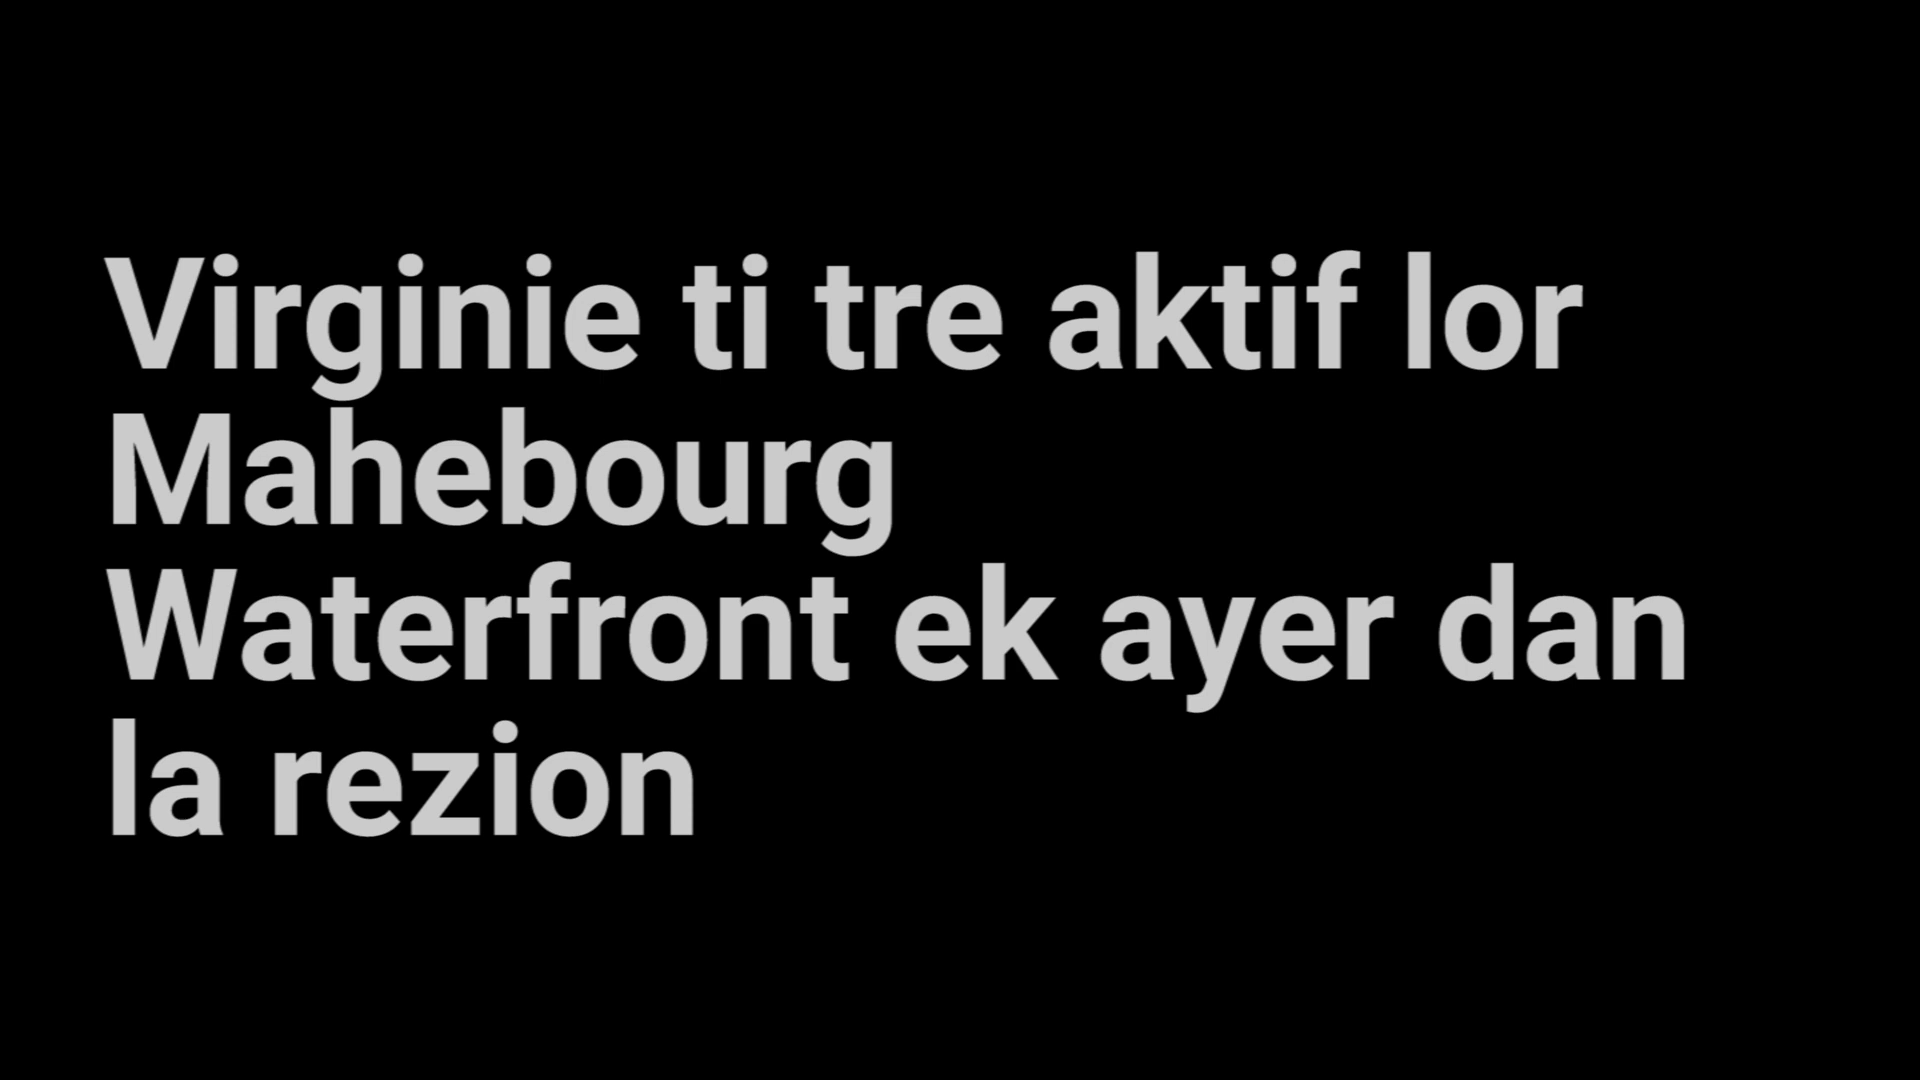 Virginie ti tre aktif lor
Mahebourg
Waterfront ek ayer dan
la rezion